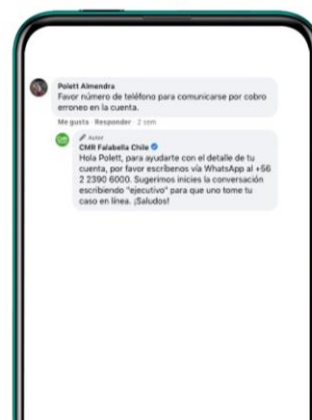 Polett Almendra
Favor número de teléfono para comunicarse por cobro
erroneo en la cuenta.
Me gusta · Responder · 2 sem
Autor
CMR Falabella Chile
Hola Polett, para ayudarte con el detalle de tu
cuenta, por favor escríbenos vía WhatsApp al +56
2 2390 6000. Sugerimos inicies la conversación
escribiendo "ejecutivo" para que uno tome tu
caso en línea. ¡Saludos!